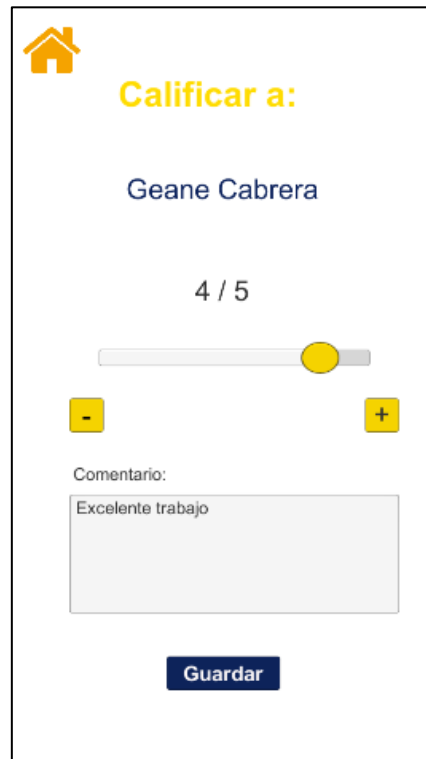 Calificar a:
Geane Cabrera
4 / 5
- +
Comentario:
Excelente trabajo
Guardar